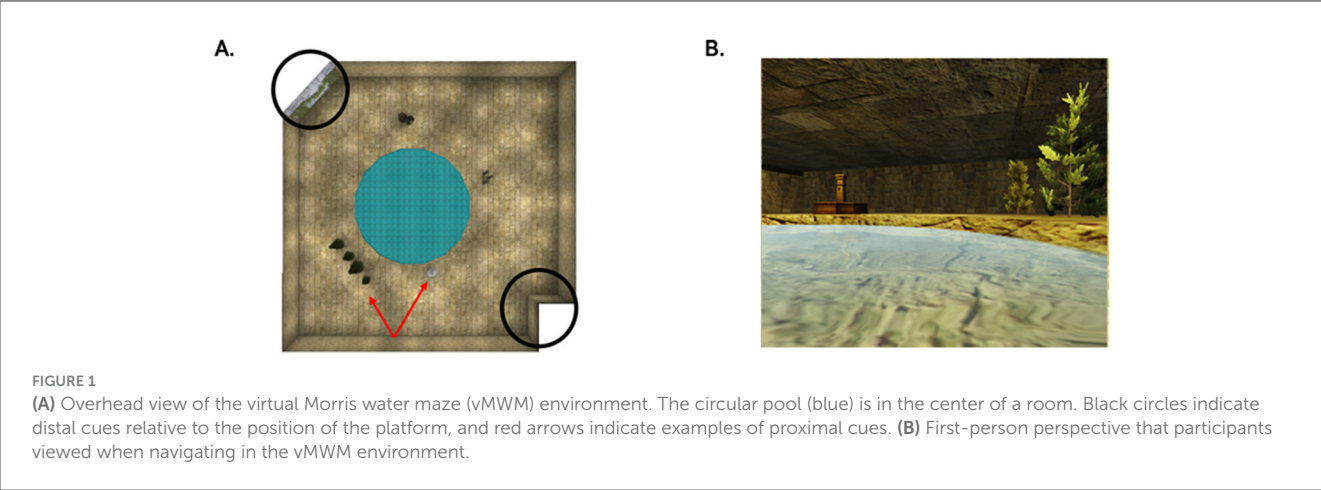 A.
B.
FIGURE 1
(A) Overhead view of the virtual Morris water maze (vMWM) environment. The circular pool (blue) is in the center of a room. Black circles indicate
distal cues relative to the position of the platform, and red arrows indicate examples of proximal cues. (B) First-person perspective that participants
viewed when navigating in the vMWM environment.